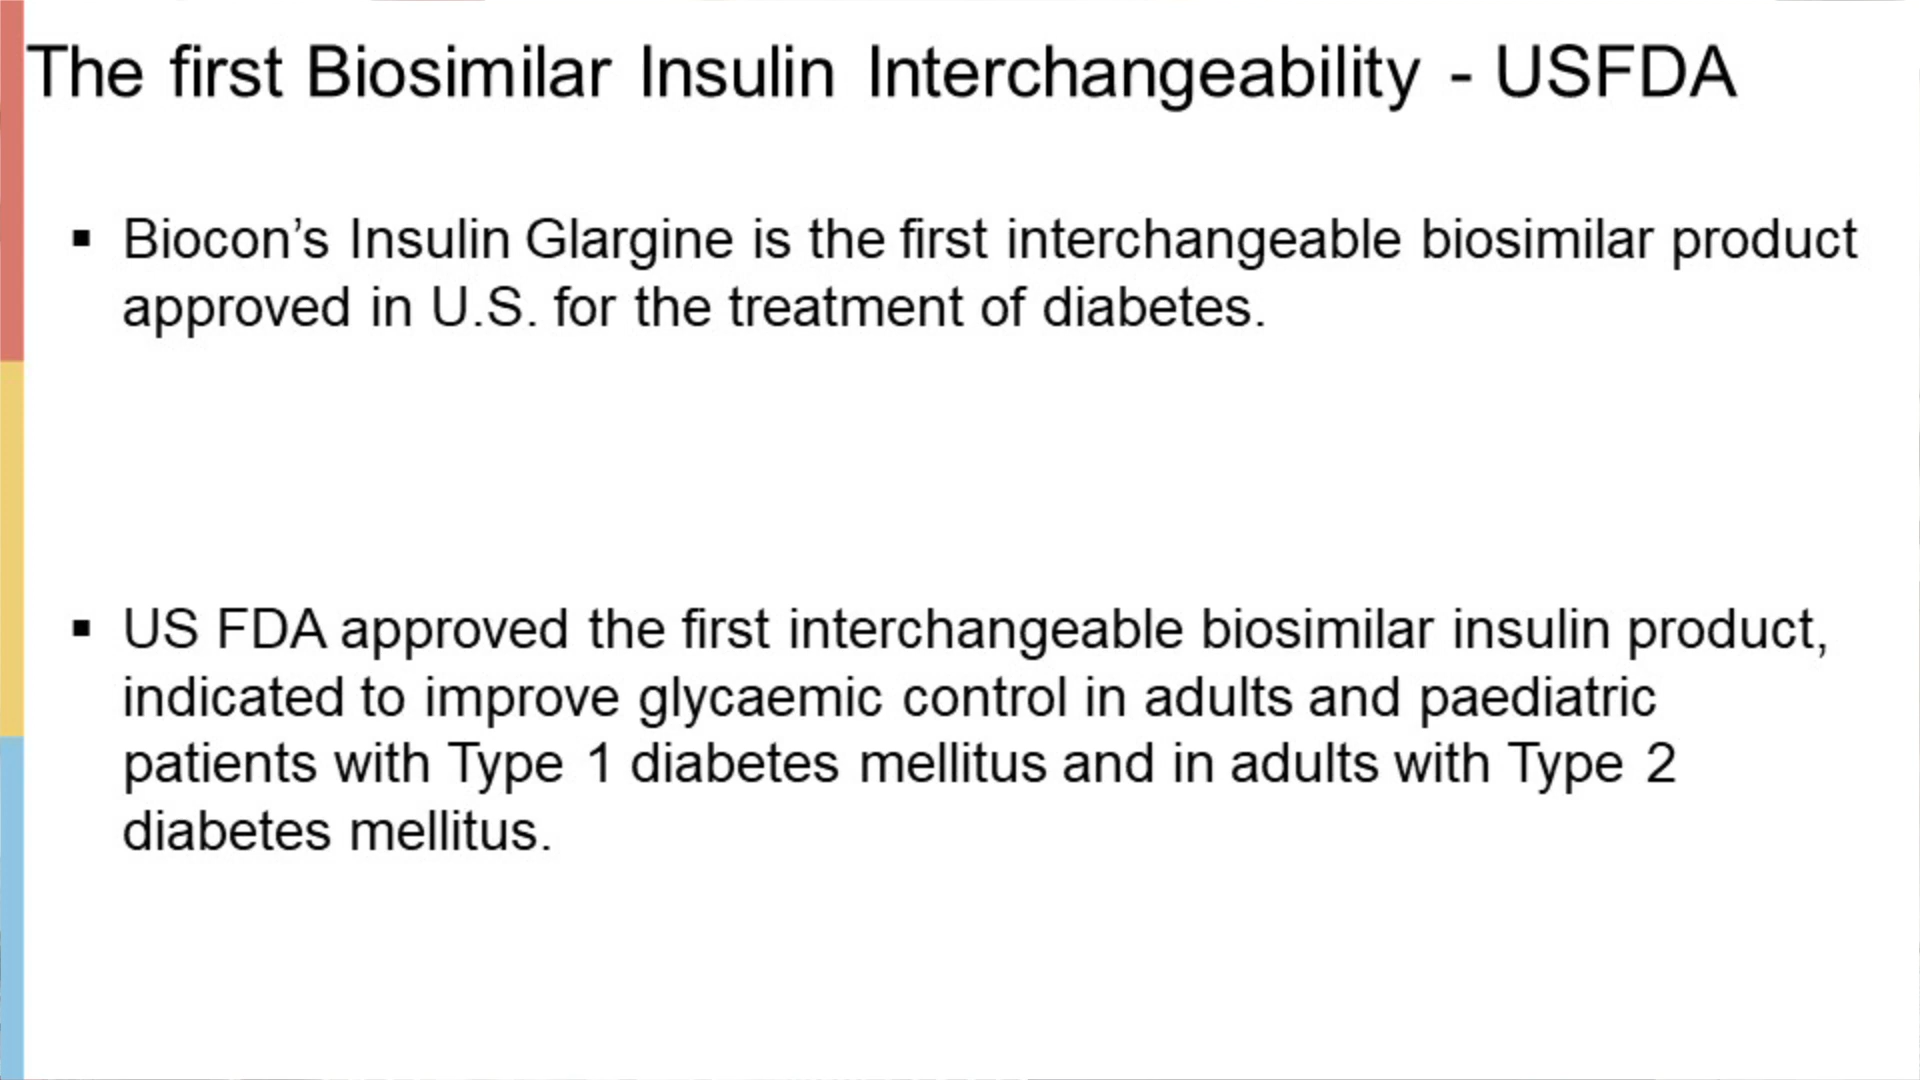 The first Biosimilar Insulin Interchangeability - USFDA
▪ Biocon’s Insulin Glargine is the first interchangeable biosimilar product
approved in U.S. for the treatment of diabetes.
▪ US FDA approved the first interchangeable biosimilar insulin product,
indicated to improve glycaemic control in adults and paediatric
patients with Type 1 diabetes mellitus and in adults with Type 2
diabetes mellitus.